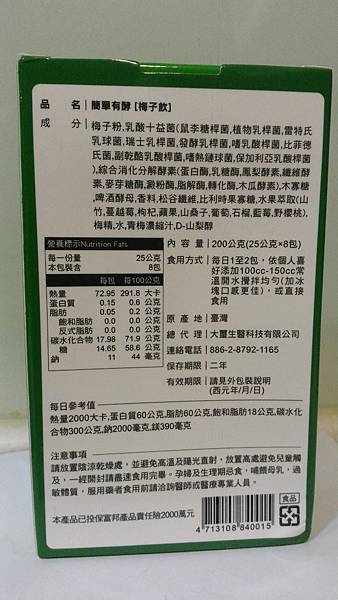 品名｜簡單有酵 [梅子飲]
成分｜梅子粉,乳酸十益菌(鼠李糖桿菌,植物乳桿菌,雷特氏
乳球菌,瑞士乳桿菌,發酵乳桿菌,嗜乳酸桿菌,比菲德
氏菌,副乾酪乳酸桿菌,嗜熱鏈球菌,保加利亞乳酸桿菌
),綜合消化分解酵素(蛋白酶,乳糖酶,鳳梨酵素,纖維酵
素,麥芽糖酶,澱粉酶,脂解酶,轉化酶,木瓜酵素),木寡糖
,啤酒酵母,香料,松谷纖維,比利時果寡糖,水果萃取(山
竹,蔓越莓,枸杞,蘋果,山桑子,葡萄,石榴,藍莓,野櫻桃),
梅精,水,青梅濃縮汁,D-山梨醇
營養標示Nutrition Fats
每一份量 25公克
本包裝含 8包
每包 每100公克
熱量 72.95 291.8 大卡
蛋白質 0.15 0.6 公克
脂肪 0.05 0.2 公克
飽和脂肪 0.0 0.0 公克
反式脂肪 0.0 0.0 公克
碳水化合物 17.98 71.9 公克
糖 14.65 58.6 公克
鈉 11 44 毫克
內容量｜200公克(25公克×8包)
食用方式｜每日1至2包，依個人喜
好添加100cc-150cc常
溫開水攪拌均勻(加冰
塊口感更佳)，或直接
食用
原產地｜臺灣
總代理｜大璽生醫科技有限公司
連絡電話｜886-2-8792-1165
保存期限｜二年
有效期限｜請見外包裝說明
(西元年/月/日)
每日參考值
熱量2000大卡,蛋白質60公克,脂肪60公克,飽和脂肪18公克,碳水化
合物300公克,鈉2000毫克,鎂390毫克
注意事項
請放置陰涼乾燥處，並避免高溫及陽光直射，放置高處避免兒童觸
及，一經開封請盡速食用完畢。孕婦及生理期忌食，哺餵母乳，過
敏體質，服用藥者食用前請洽詢醫師或醫療專業人員。
本產品已投保富邦產品責任險2000萬元
4 713108 840015
食品